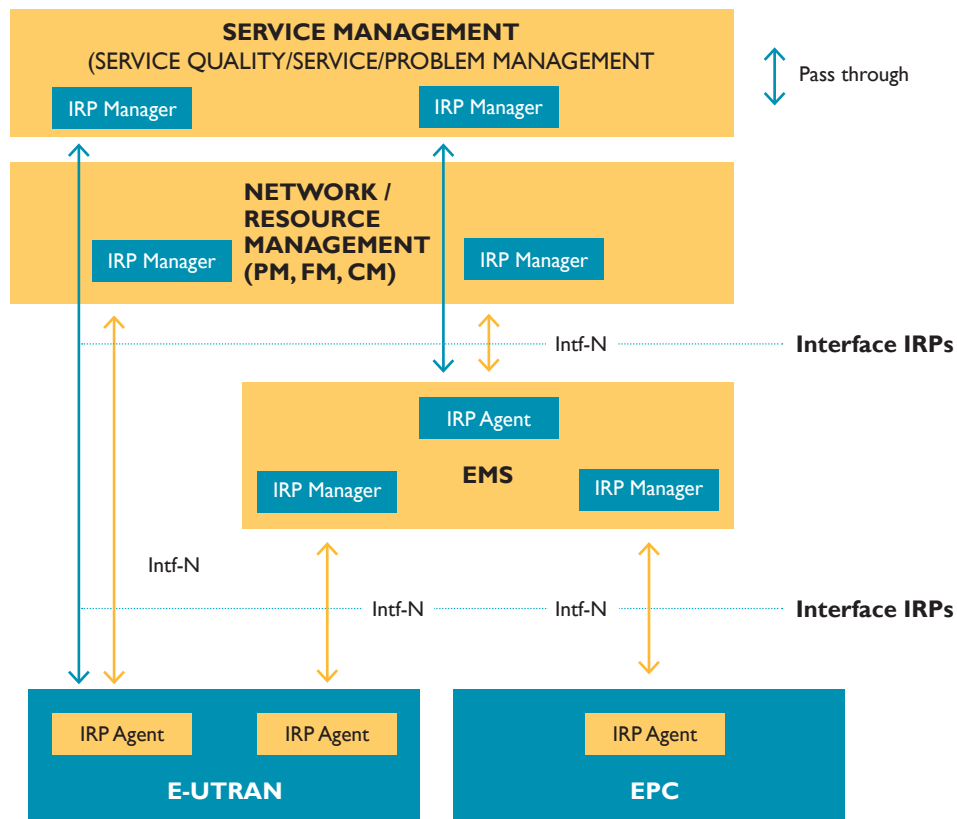 SERVICE MANAGEMENT
(SERVICE QUALITY/SERVICE/PROBLEM MANAGEMENT
Pass through
IRP Manager
IRP Manager
NETWORK /
RESOURCE
MANAGEMENT
(PM, FM, CM)
IRP Manager
IRP Manager
Intf-N
Interface IRPs
IRP Agent
EMS
IRP Manager
IRP Manager
Intf-N
Intf-N
Intf-N
Interface IRPs
IRP Agent
IRP Agent
IRP Agent
E-UTRAN
EPC